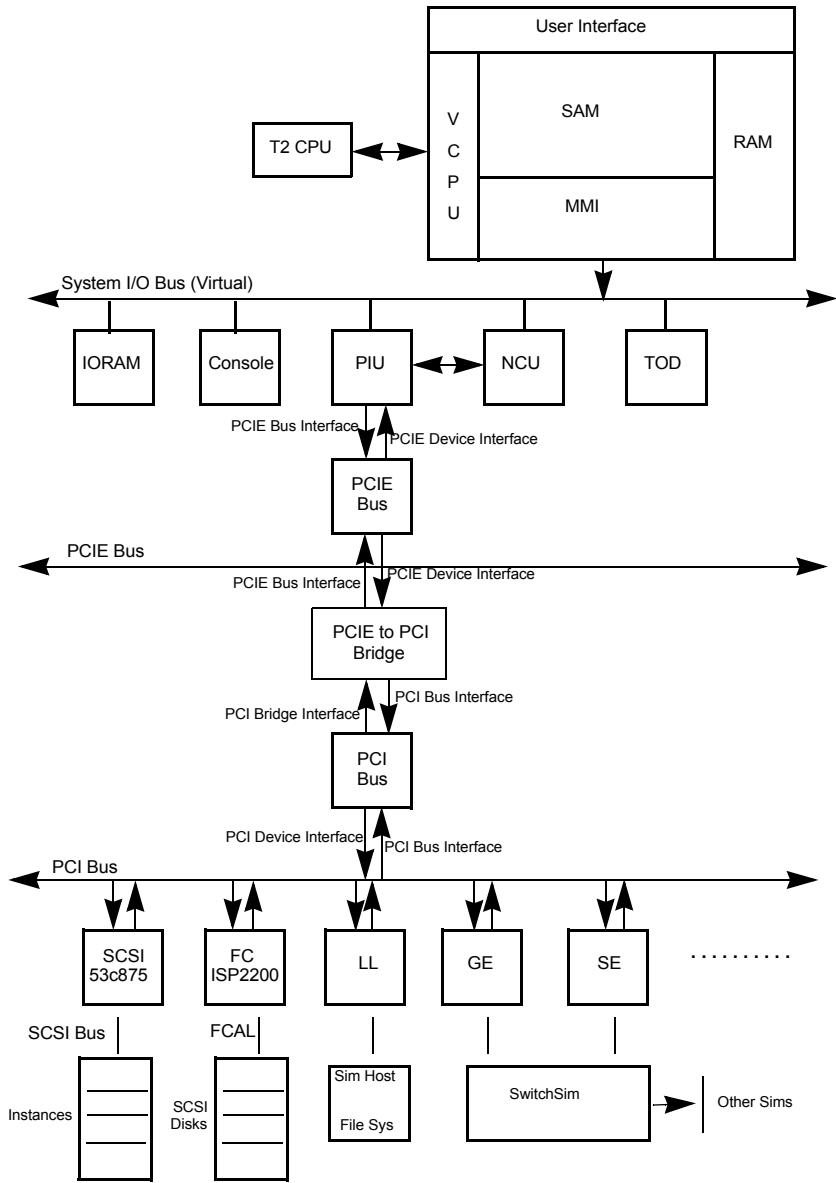 User Interface
V
C
P
U
SAM
RAM
MMI
T2 CPU
System I/O Bus (Virtual)
IORAM
Console
PIU
NCU
TOD
PCIE Bus Interface
PCIE Device Interface
PCIE
Bus
PCIE Bus
PCIE Bus Interface
PCIE Device Interface
PCIE to PCI
Bridge
PCI Bridge Interface
PCI Bus Interface
PCI
Bus
PCI Device Interface
PCI Bus Interface
PCI Bus
SCSI
53c875
FC
ISP2200
LL
GE
SE
. . . . . . . . . .
SCSI Bus
FCAL
Instances
SCSI
Disks
Sim Host
File Sys
SwitchSim
Other Sims